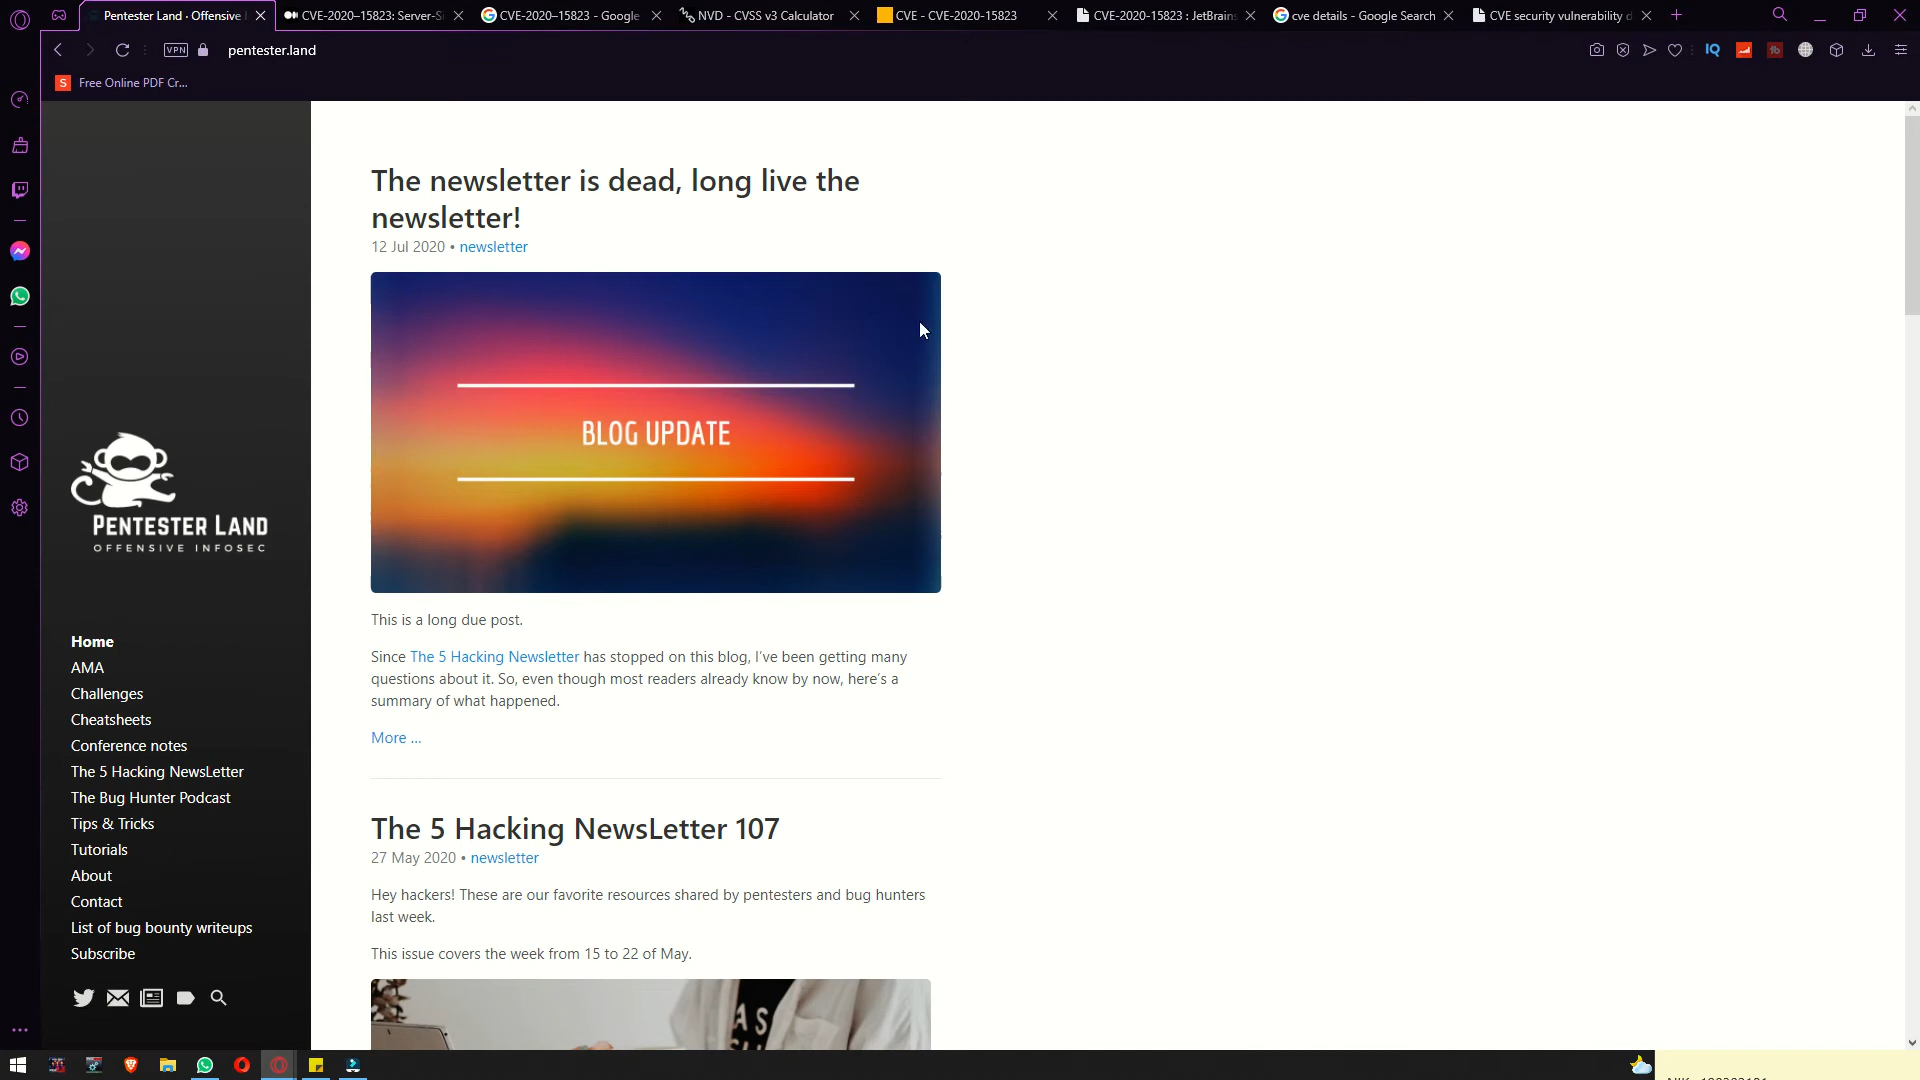 Pentester Land · Offensive
CVE-2020–15823: Server-S
CVE-2020–15823 - Google
NVD - CVSS v3 Calculator
CVE - CVE-2020-15823
CVE-2020-15823 : JetBrains
cve details - Google Search
CVE security vulnerability d
VPN
pentester.land
IQ
S
Free Online PDF Cr...
The newsletter is dead, long live the
newsletter!
12 Jul 2020 • newsletter
BLOG UPDATE
This is a long due post.
Since The 5 Hacking Newsletter has stopped on this blog, I've been getting many
questions about it. So, even though most readers already know by now, here's a
summary of what happened.
More ...
The 5 Hacking NewsLetter 107
27 May 2020 • newsletter
Hey hackers! These are our favorite resources shared by pentesters and bug hunters
last week.
This issue covers the week from 15 to 22 of May.
PENTESTER LAND
OFFENSIVE INFOSEC
Home
AMA
Challenges
Cheatsheets
Conference notes
The 5 Hacking NewsLetter
The Bug Hunter Podcast
Tips & Tricks
Tutorials
About
Contact
List of bug bounty writeups
Subscribe